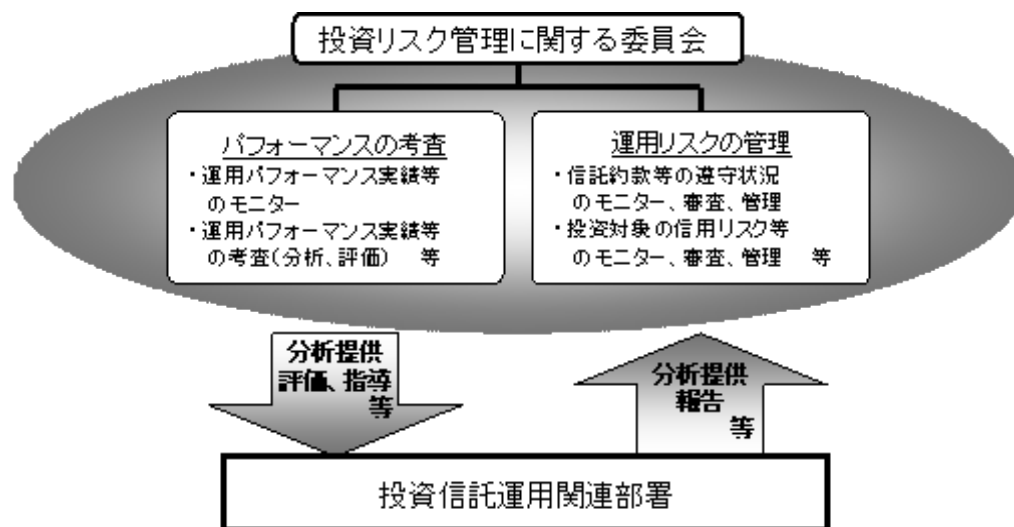 投資リスク管理に関する委員会
パフォーマンスの考査
・運用パフォーマンス実績等
のモニター
・運用パフォーマンス実績等
の考査(分析、評価) 等
運用リスクの管理
・信託約款等の遵守状況
のモニター、審査、管理
・投資対象の信用リスク等
のモニター、審査、管理 等
分析提供
評価、指導
等
分析提供
報告
等
投資信託運用関連部署